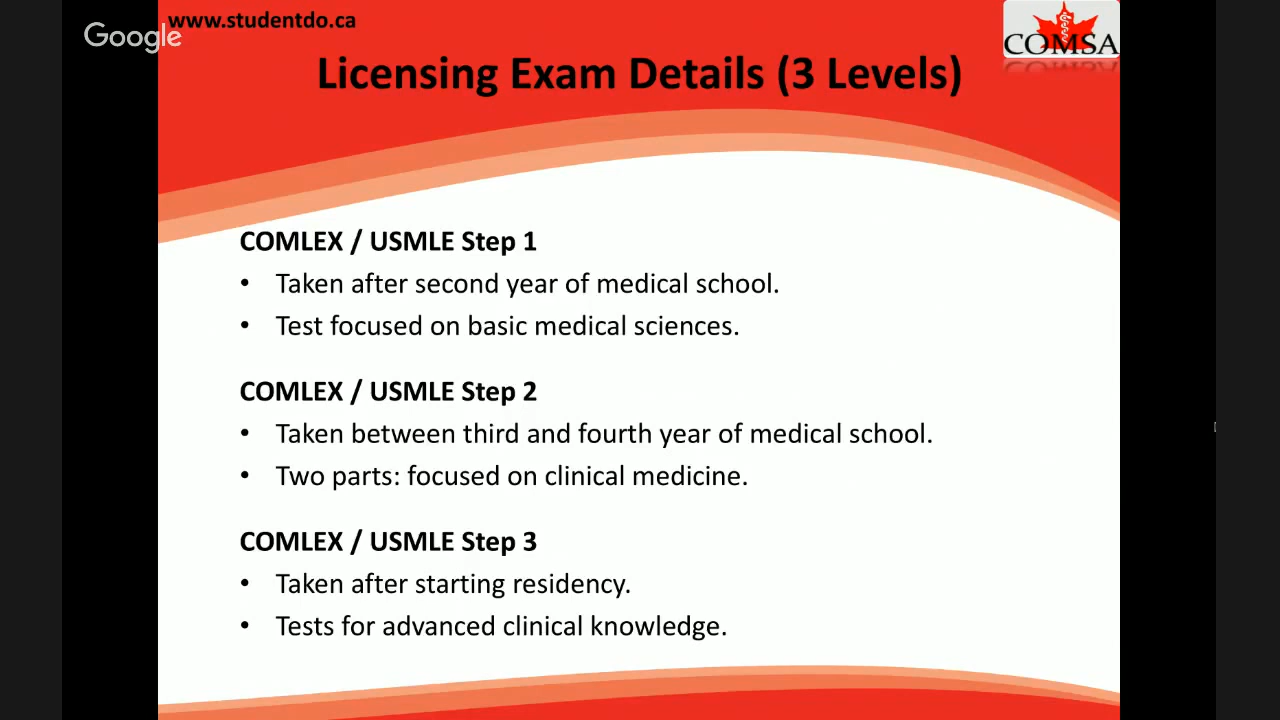 www.studentdo.ca
Google
COMSA
Licensing Exam Details (3 Levels)
COMLEX / USMLE Step 1
• Taken after second year of medical school.
• Test focused on basic medical sciences.
COMLEX / USMLE Step 2
• Taken between third and fourth year of medical school.
• Two parts: focused on clinical medicine.
COMLEX / USMLE Step 3
• Taken after starting residency.
• Tests for advanced clinical knowledge.